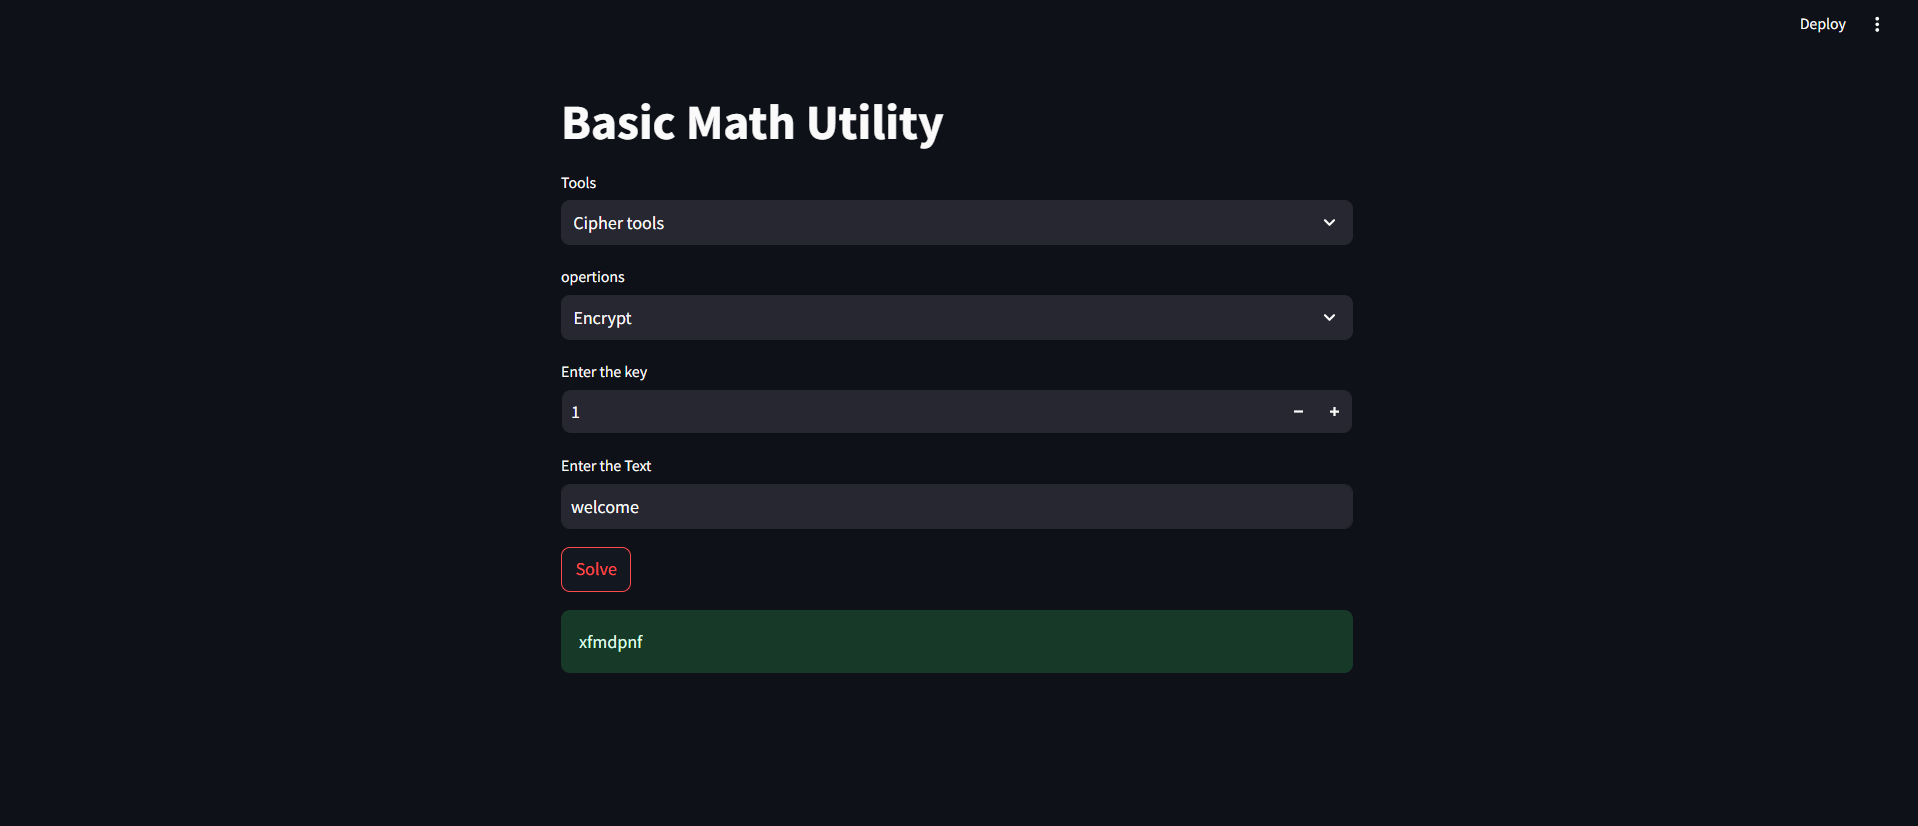 Deploy
Basic Math Utility
Tools
Cipher tools
opertions
Encrypt
Enter the key
1
Enter the Text
welcome
Solve
xfmdpnf